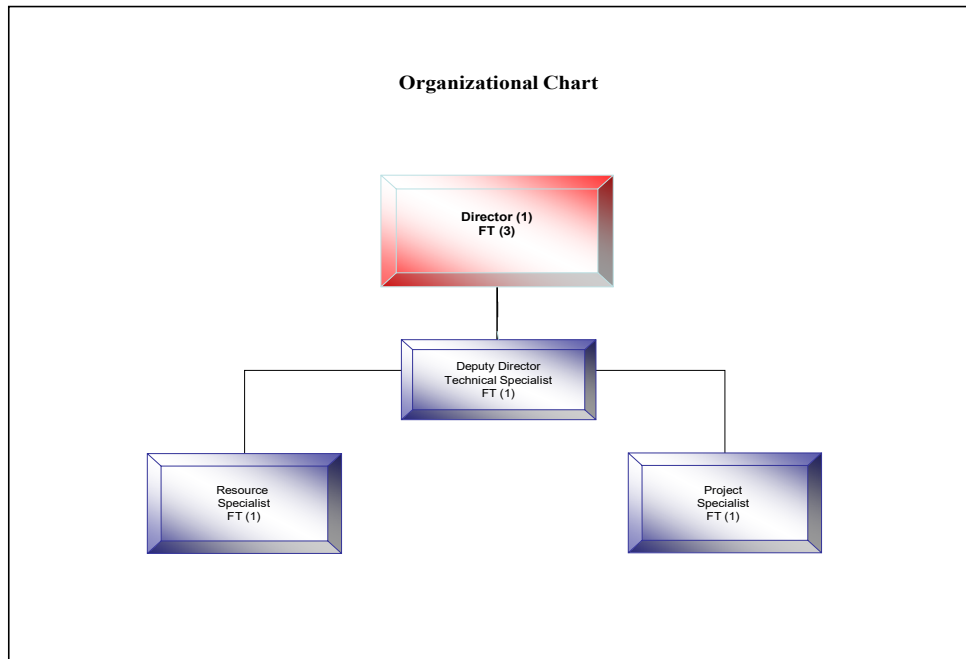 Organizational Chart
Director (1)
FT (3)
Deputy Director
Technical Specialist
FT (1)
Resource
Specialist
FT (1)
Project
Specialist
FT (1)